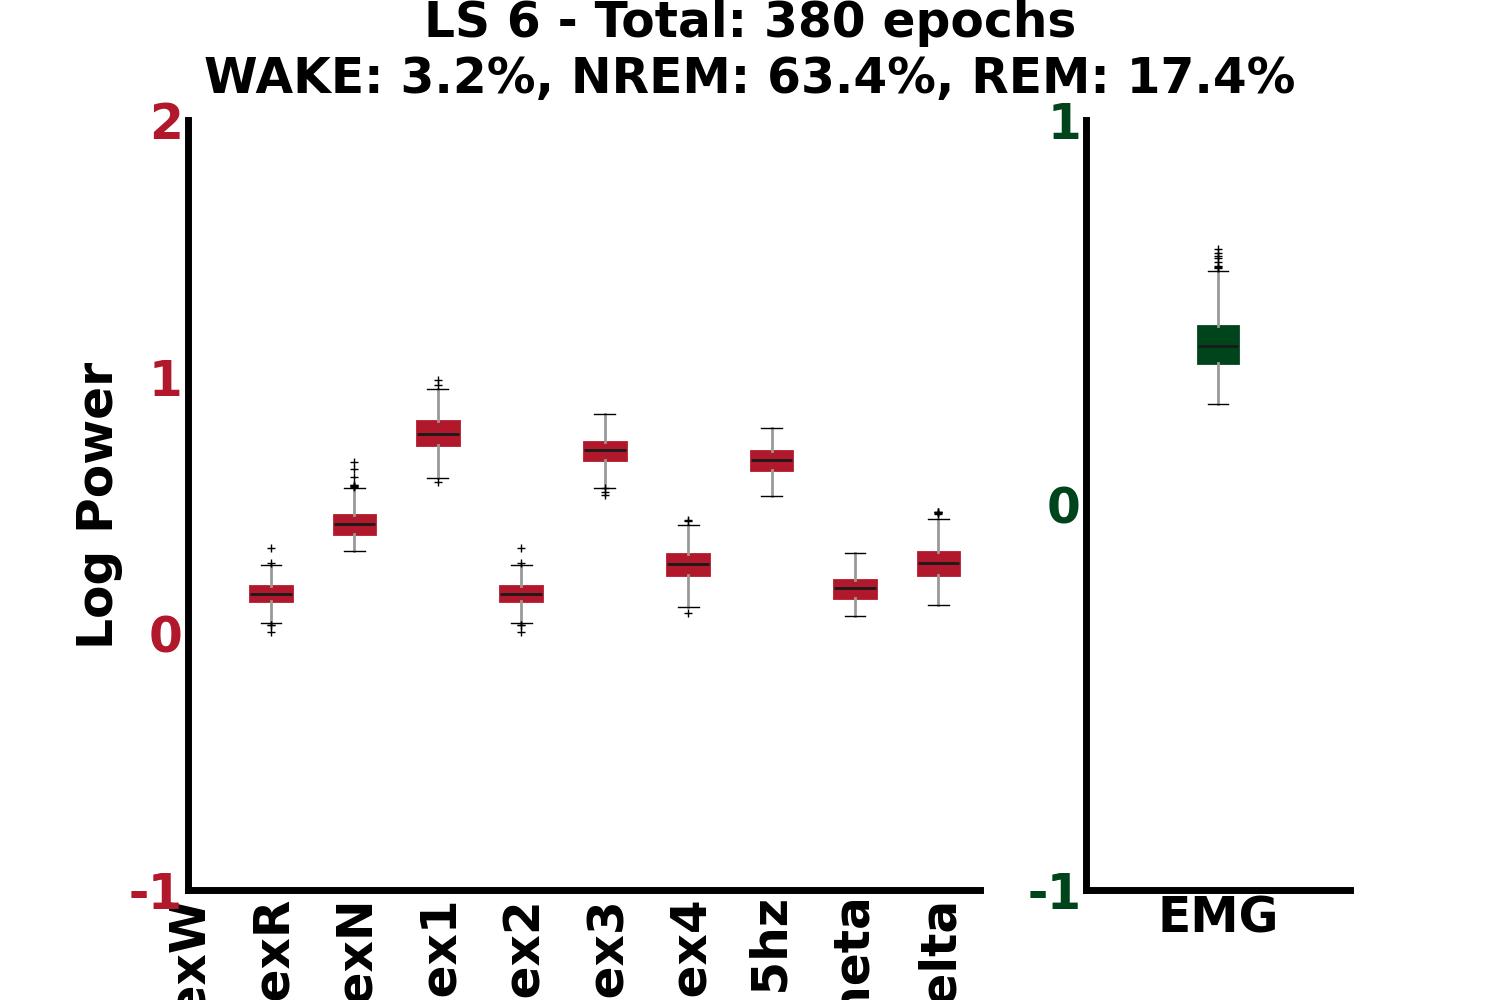 LS 6 - Total: 380 epochs
WAKE: 3.2%, NREM: 63.4%, REM: 17.4%
2
1
0
-1
Log Power
1
0
-1
exW
exR
exN
ex1
ex2
ex3
ex4
5hz
eta
elta
EMG